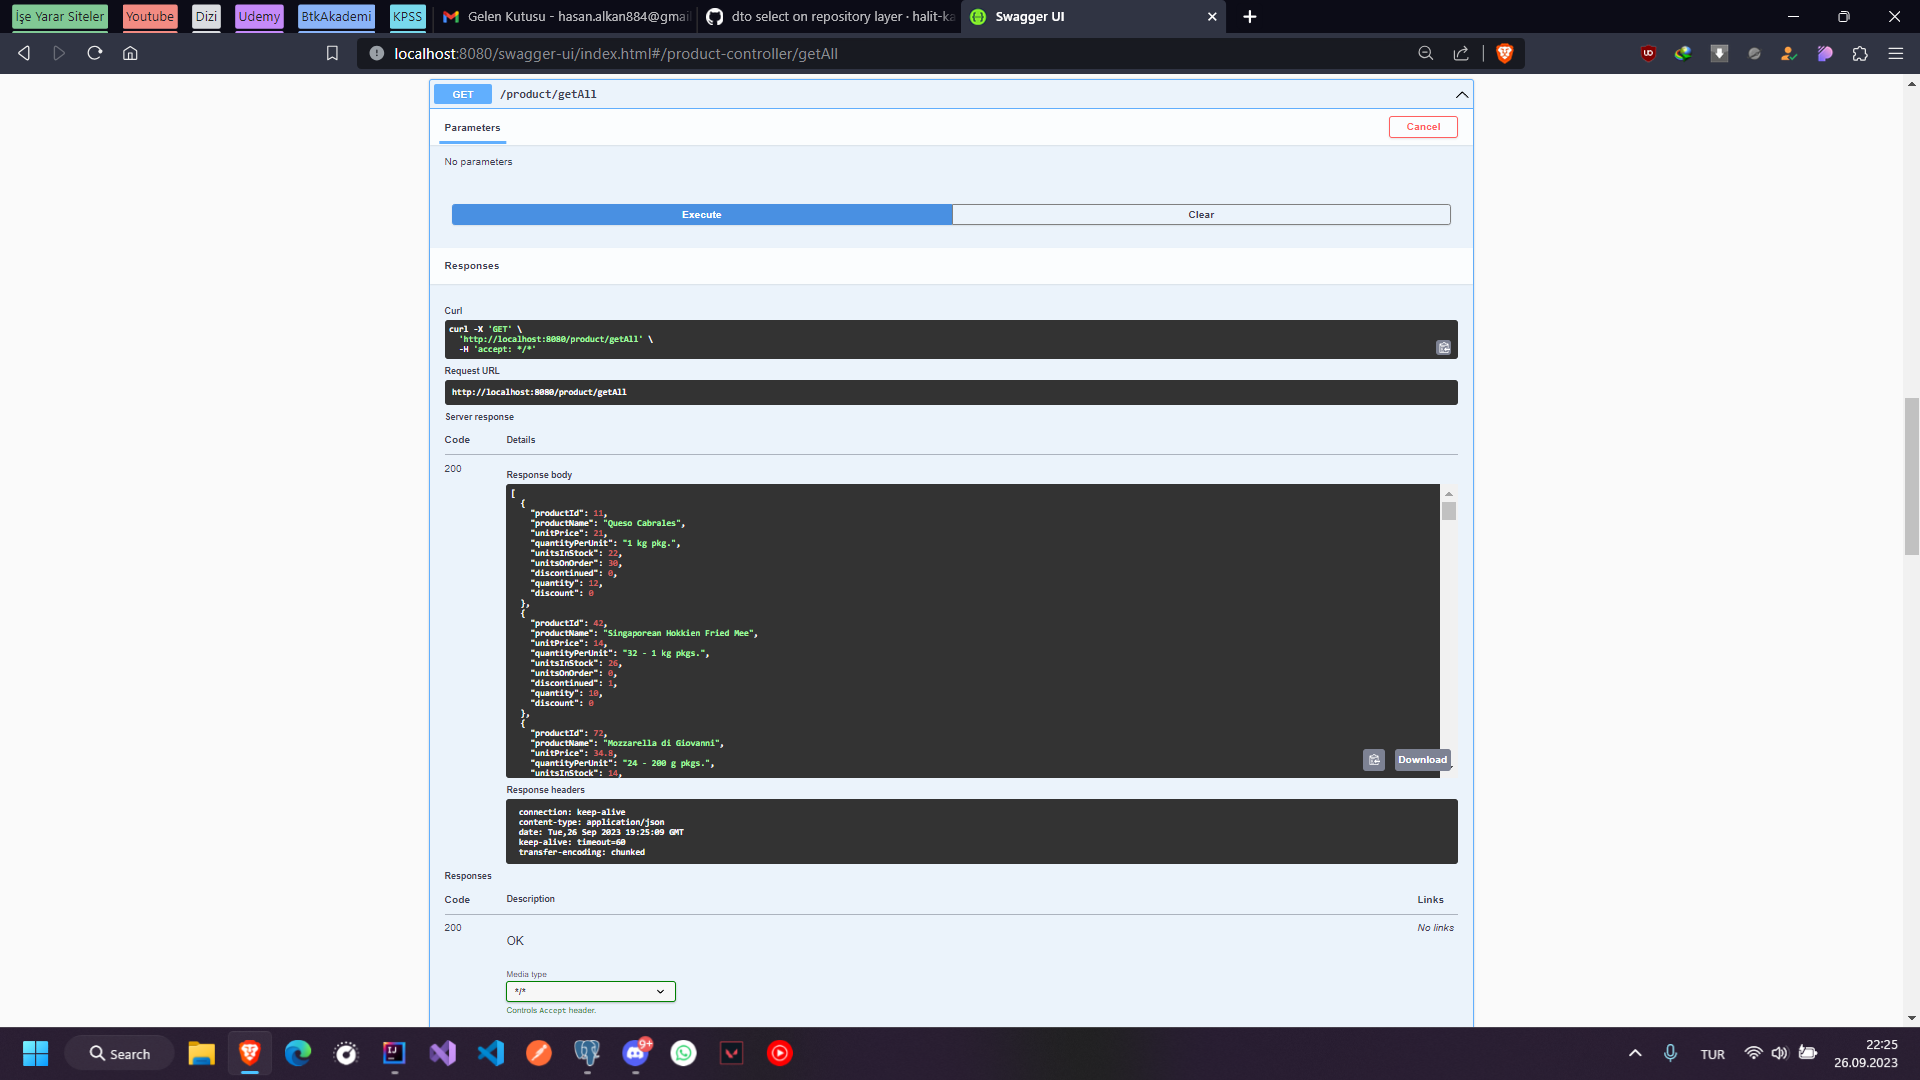 İşe Yarar Siteler
Youtube
Dizi
Udemy
BtkAkademi
KPSS
Gelen Kutusu - hasan.alkan884@gmai
dto select on repository layer · halit-ka
Swagger UI
localhost:8080/swagger-ui/index.html#/product-controller/getAll
GET
/product/getAll
Parameters
Cancel
No parameters
Execute
Clear
Responses
Curl
curl -X 'GET' \
'http://localhost:8080/product/getAll' \
-H 'accept: */*'
Request URL
http://localhost:8080/product/getAll
Server response
Code
Details
200
Response body
[
{
"productId": 11,
"productName": "Queso Cabrales",
"unitPrice": 21,
"quantityPerUnit": "1 kg pkg.",
"unitsInStock": 22,
"unitsOnOrder": 30,
"discontinued": 0,
"quantity": 12,
"discount": 0
},
{
"productId": 42,
"productName": "Singaporean Hokkien Fried Mee",
"unitPrice": 14,
"quantityPerUnit": "32 - 1 kg pkgs.",
"unitsInStock": 26,
"unitsOnOrder": 0,
"discontinued": 1,
"quantity": 10,
"discount": 0
},
{
"productId": 72,
"productName": "Mozzarella di Giovanni",
"unitPrice": 34.8,
"quantityPerUnit": "24 - 200 g pkgs.",
"unitsInStock": 14,
Download
Response headers
connection: keep-alive
content-type: application/json
date: Tue,26 Sep 2023 19:25:09 GMT
keep-alive: timeout=60
transfer-encoding: chunked
Responses
Code
Description
Links
200
OK
No links
Media type
*/*
Controls Accept header.
Search
9+
TUR
22:25
26.09.2023